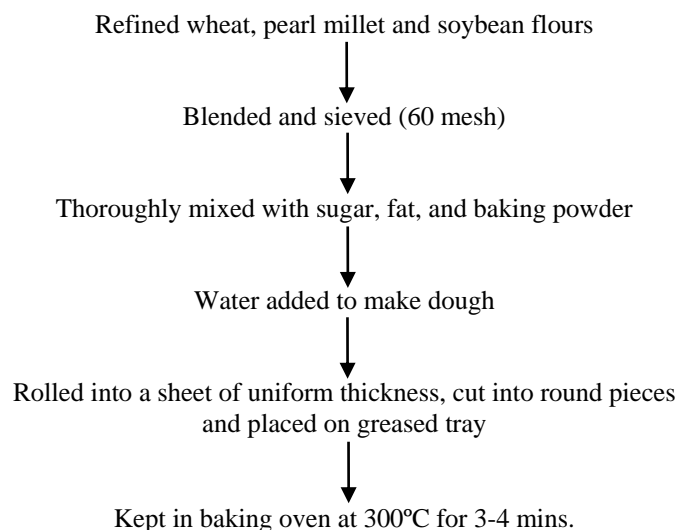 Refined wheat, pearl millet and soybean flours
Blended and sieved (60 mesh)
Thoroughly mixed with sugar, fat, and baking powder
Water added to make dough
Rolled into a sheet of uniform thickness, cut into round pieces
and placed on greased tray
Kept in baking oven at 300ºC for 3-4 mins.